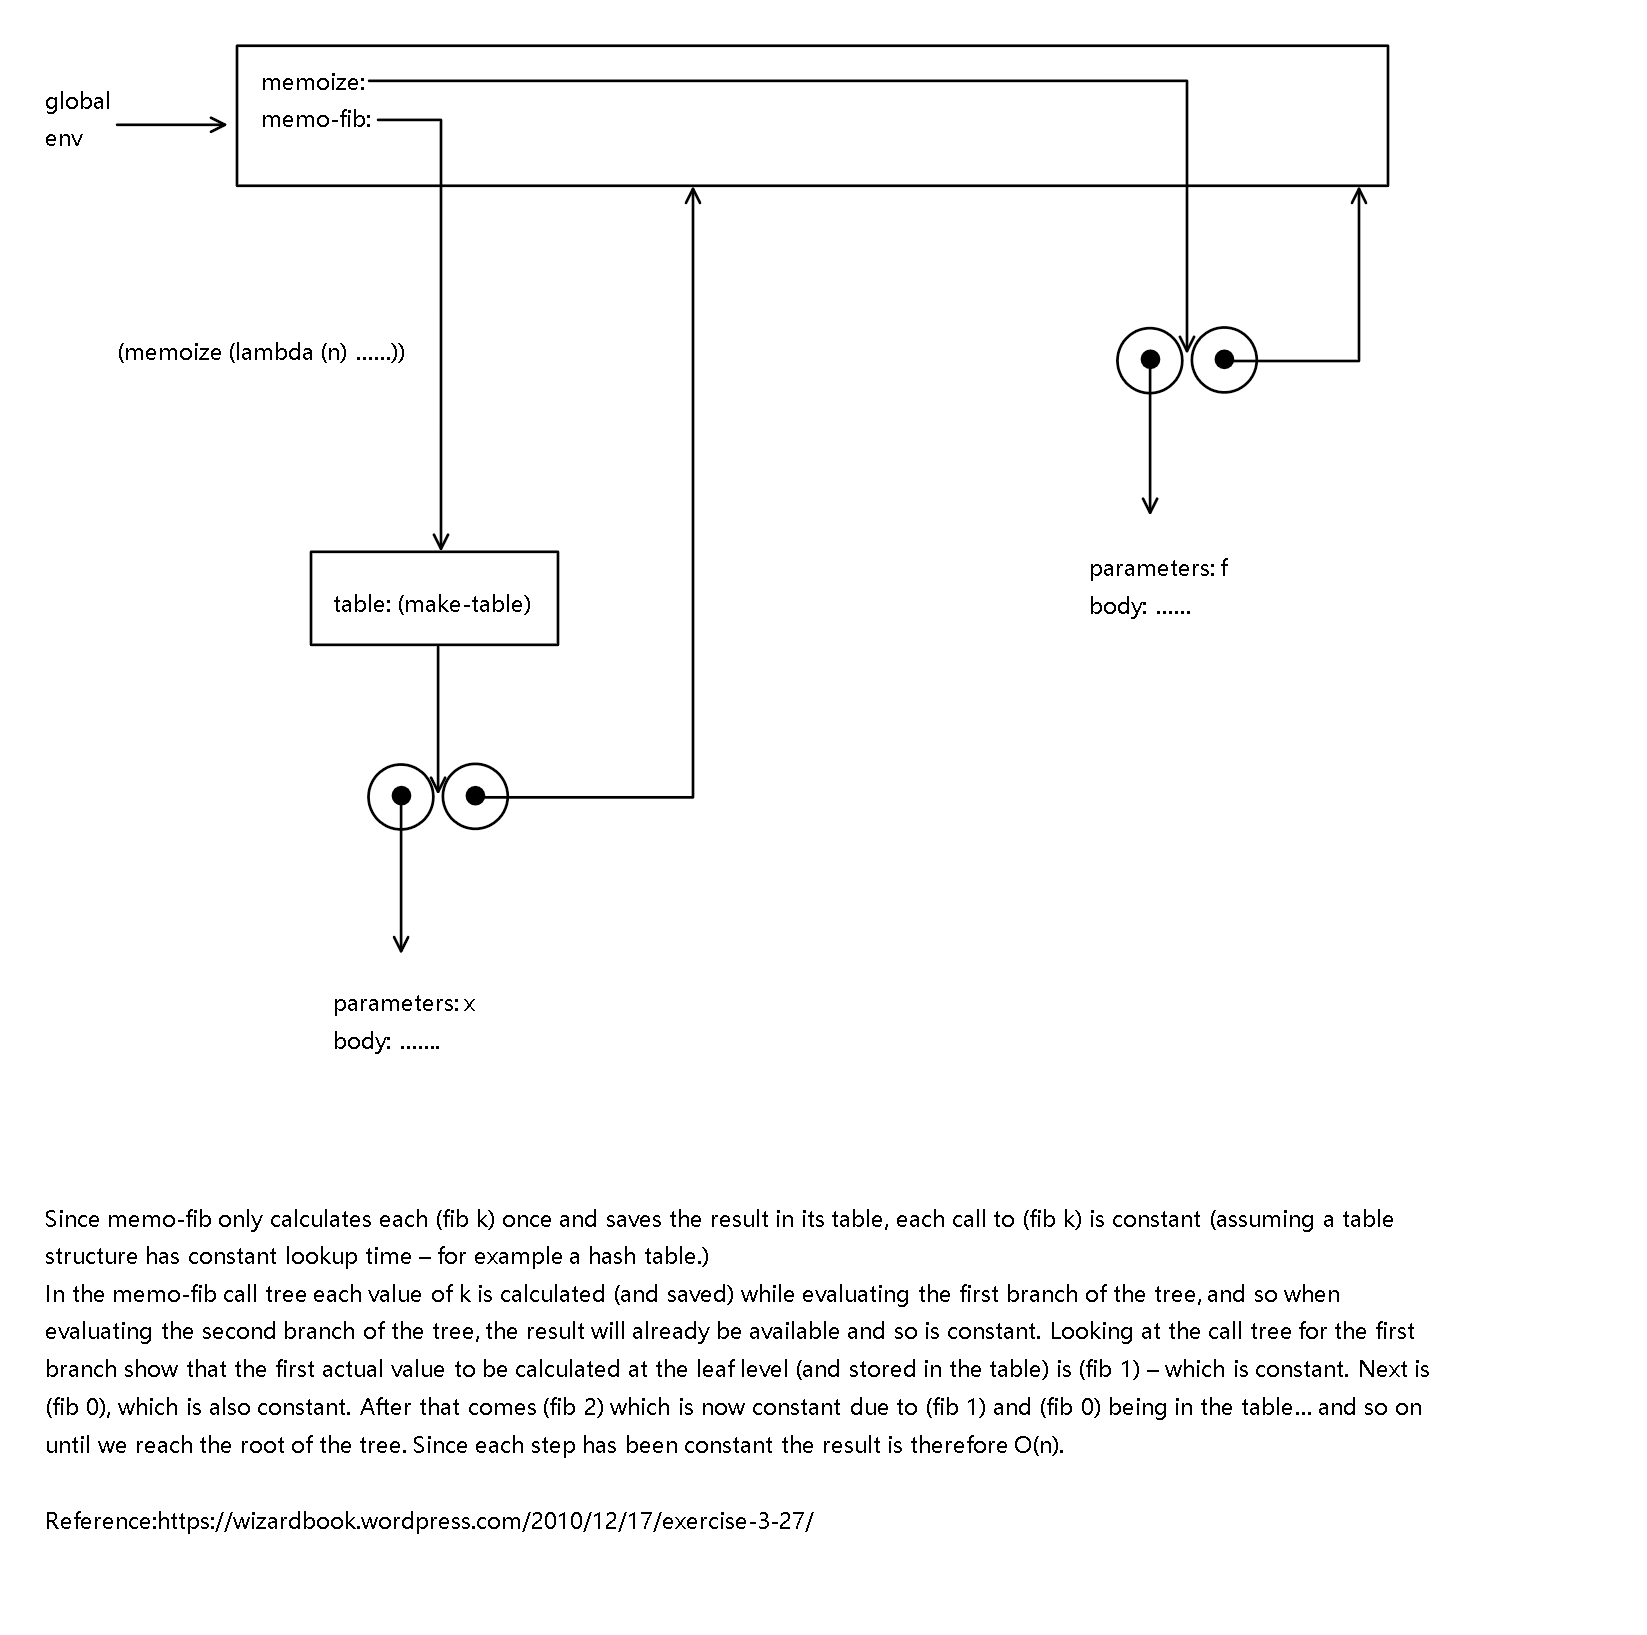 memoize:
global
memo-fib:
env
(memoize (lambda (n) ......))
table: (make-table)
parameters: f
body: ......
parameters: x
body: .......
Since memo-fib only calculates each (fib k) once and saves the result in its table, each call to (fib k) is constant (assuming a table
structure has constant lookup time – for example a hash table.)
In the memo-fib call tree each value of k is calculated (and saved) while evaluating the first branch of the tree, and so when
evaluating the second branch of the tree, the result will already be available and so is constant. Looking at the call tree for the first
branch show that the first actual value to be calculated at the leaf level (and stored in the table) is (fib 1) – which is constant. Next is
(fib 0), which is also constant. After that comes (fib 2) which is now constant due to (fib 1) and (fib 0) being in the table... and so on
until we reach the root of the tree. Since each step has been constant the result is therefore O(n).
Reference:https://wizardbook.wordpress.com/2010/12/17/exercise-3-27/